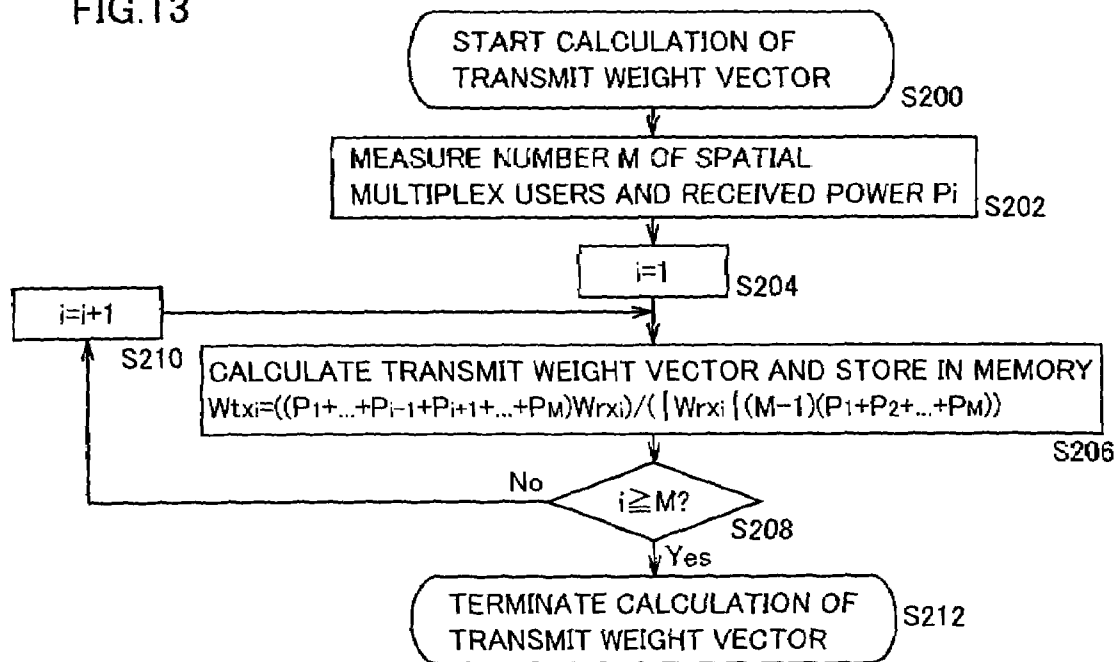 FIG.13
START CALCULATION OF
TRANSMIT WEIGHT VECTOR
S200
MEASURE NUMBER M OF SPATIAL
MULTIPLEX USERS AND RECEIVED POWER Pi
S202
i=1
S204
i=i+1
S210
CALCULATE TRANSMIT WEIGHT VECTOR AND STORE IN MEMORY
Wtxi=((P1+...+Pi-1+Pi+1+...+PM)Wrxi)/(|Wrxi|(M-1)(P1+P2+...+PM))
S206
No
i≧M?
S208
Yes
TERMINATE CALCULATION OF
TRANSMIT WEIGHT VECTOR
S212